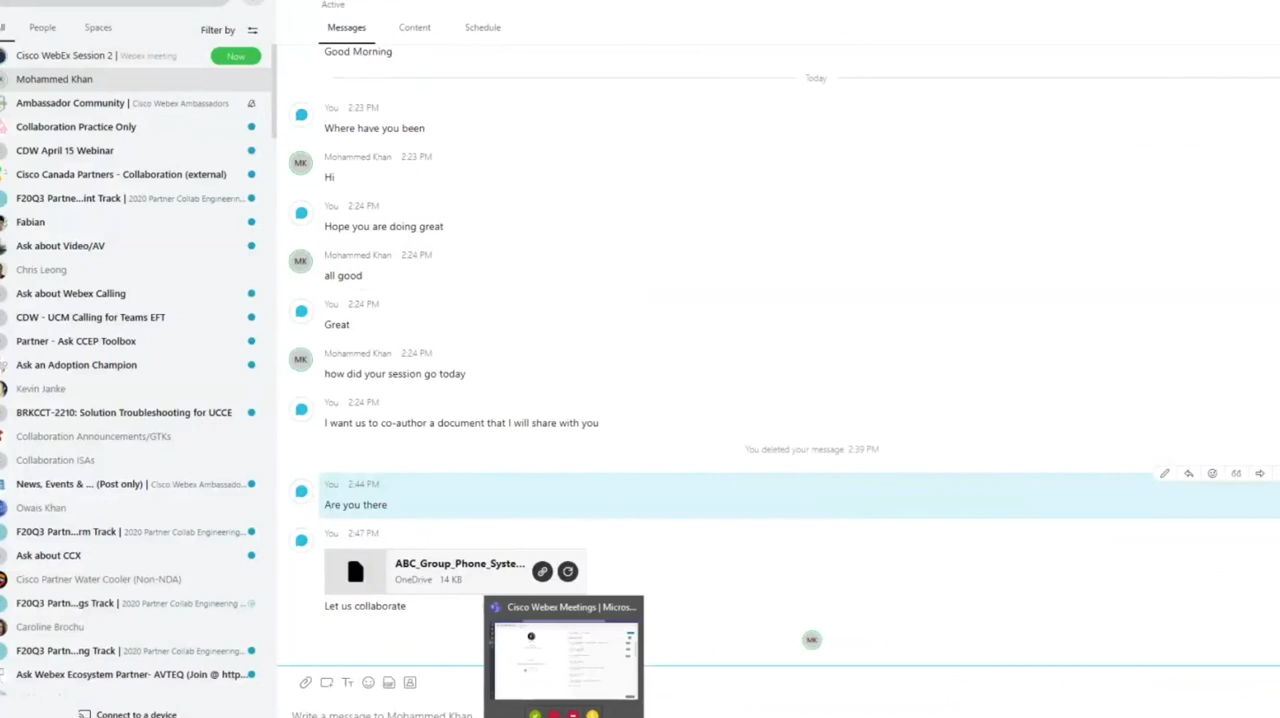 Active
People
Spaces
Filter by
Messages
Content
Schedule
Cisco WebEx Session 2 | Webex meeting
Now
Mohammed Khan
Ambassador Community | Cisco Webex Ambassadors
Collaboration Practice Only
CDW April 15 Webinar
Cisco Canada Partners - Collaboration (external)
F20Q3 Partne...int Track | 2020 Partner Collab Engineerin...
Fabian
Ask about Video/AV
Chris Leong
Ask about Webex Calling
CDW - UCM Calling for Teams EFT
Partner - Ask CCEP Toolbox
Ask an Adoption Champion
Kevin Janke
BRKCCT-2210: Solution Troubleshooting for UCCE
Collaboration Announcements/GTKs
Collaboration ISAs
News, Events & ... (Post only) | Cisco Webex Ambassado...
Owais Khan
F20Q3 Partn...rm Track | 2020 Partner Collab Engineering...
Ask about CCX
Cisco Partner Water Cooler (Non-NDA)
F20Q3 Partn...gs Track | 2020 Partner Collab Engineering ...
Caroline Brochu
F20Q3 Partn...ng Track | 2020 Partner Collab Engineering...
Ask Webex Ecosystem Partner- AVTEQ (Join @ http...
Connect to a device
Good Morning
Today
You 2:23 PM
Where have you been
MK
Mohammed Khan 2:23 PM
Hi
You 2:24 PM
Hope you are doing great
MK
Mohammed Khan 2:24 PM
all good
You 2:24 PM
Great
MK
Mohammed Khan 2:24 PM
how did your session go today
You 2:24 PM
I want us to co-author a document that I will share with you
You deleted your message 2:39 PM
You 2:44 PM
Are you there
You 2:47 PM
ABC_Group_Phone_Syste...
OneDrive 14 KB
Let us collaborate
Cisco Webex Meetings | Micros...
MK
Write a message to Mohammed Khan